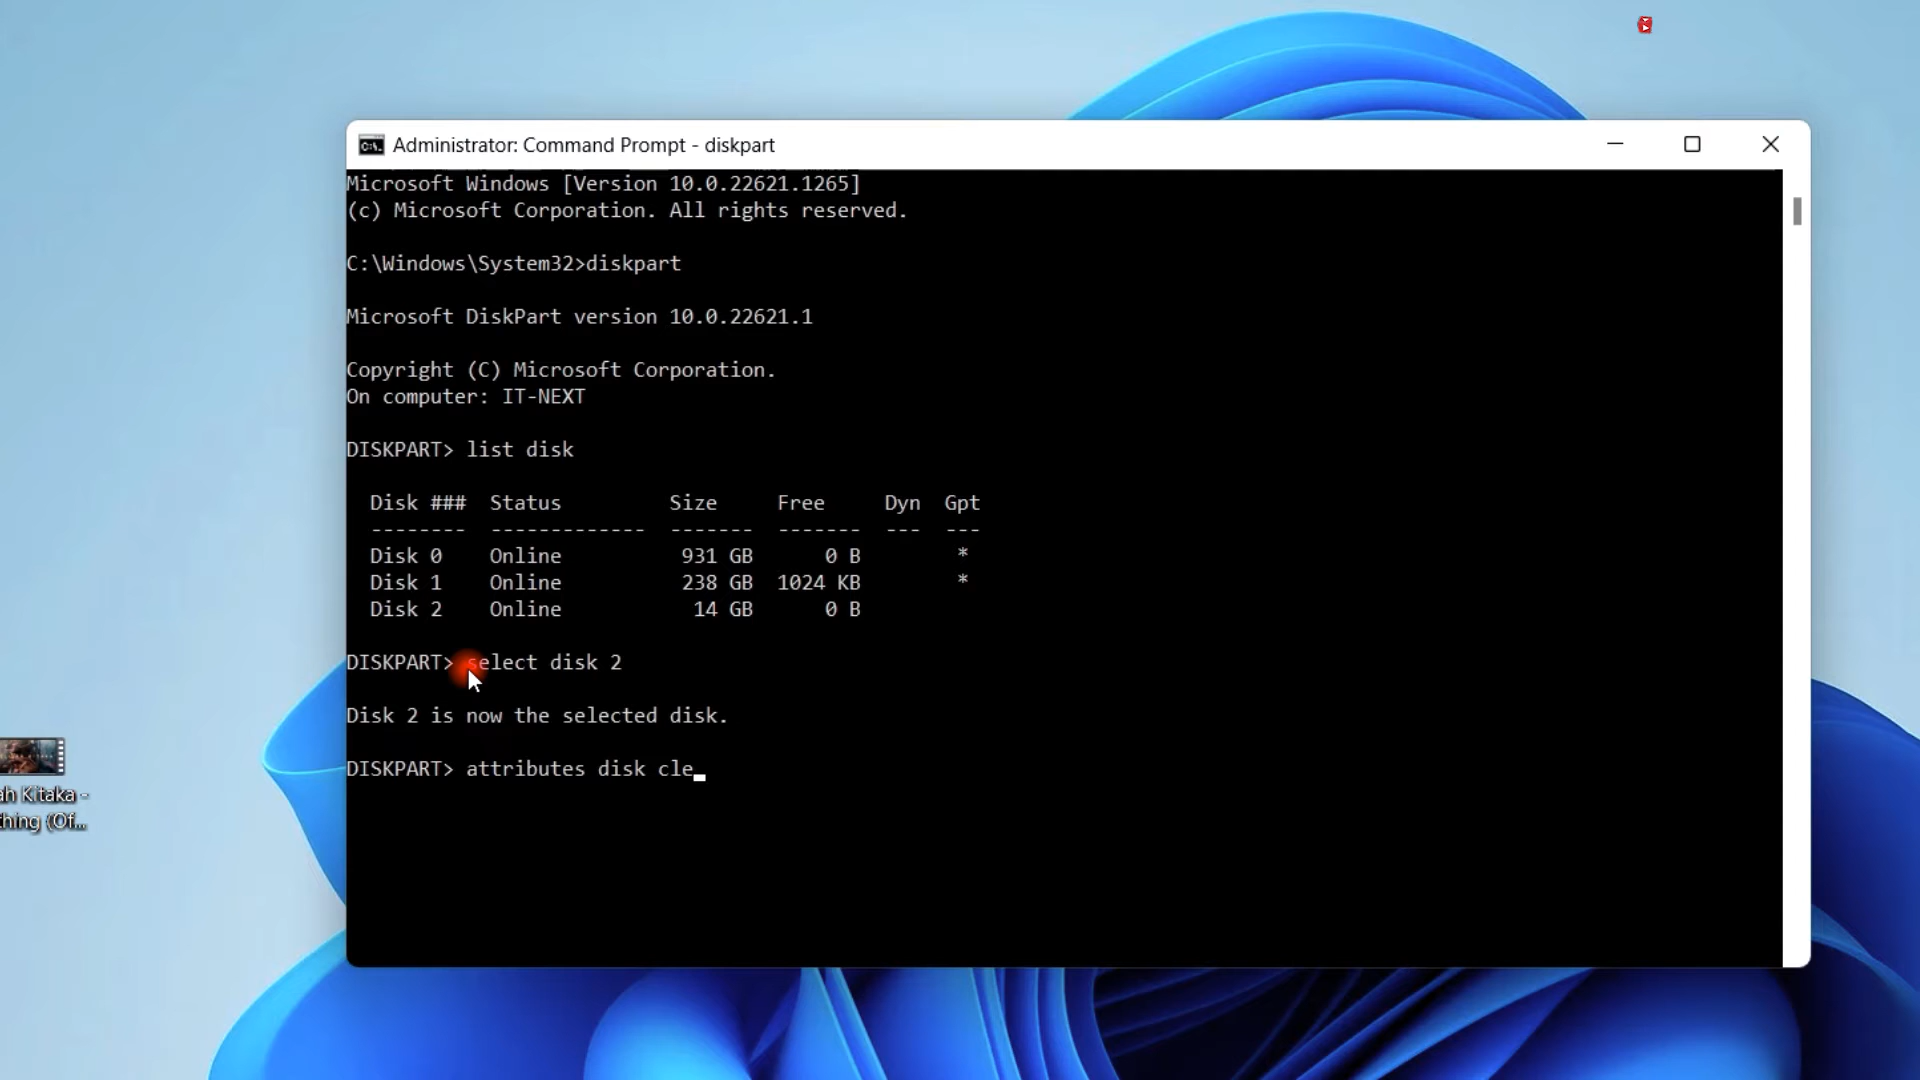 Administrator: Command Prompt - diskpart
Microsoft Windows [Version 10.0.22621.1265]
(c) Microsoft Corporation. All rights reserved.
C:\Windows\System32>diskpart
Microsoft DiskPart version 10.0.22621.1
Copyright (C) Microsoft Corporation.
On computer: IT-NEXT
DISKPART> list disk
Disk ###  Status         Size     Free     Dyn  Gpt
--------  -------------  -------  -------  ---  ---
Disk 0    Online          931 GB      0 B        *
Disk 1    Online          238 GB  1024 KB        *
Disk 2    Online           14 GB      0 B
DISKPART> select disk 2
Disk 2 is now the selected disk.
DISKPART> attributes disk cle_
ah Kitaka -
thing (Of...